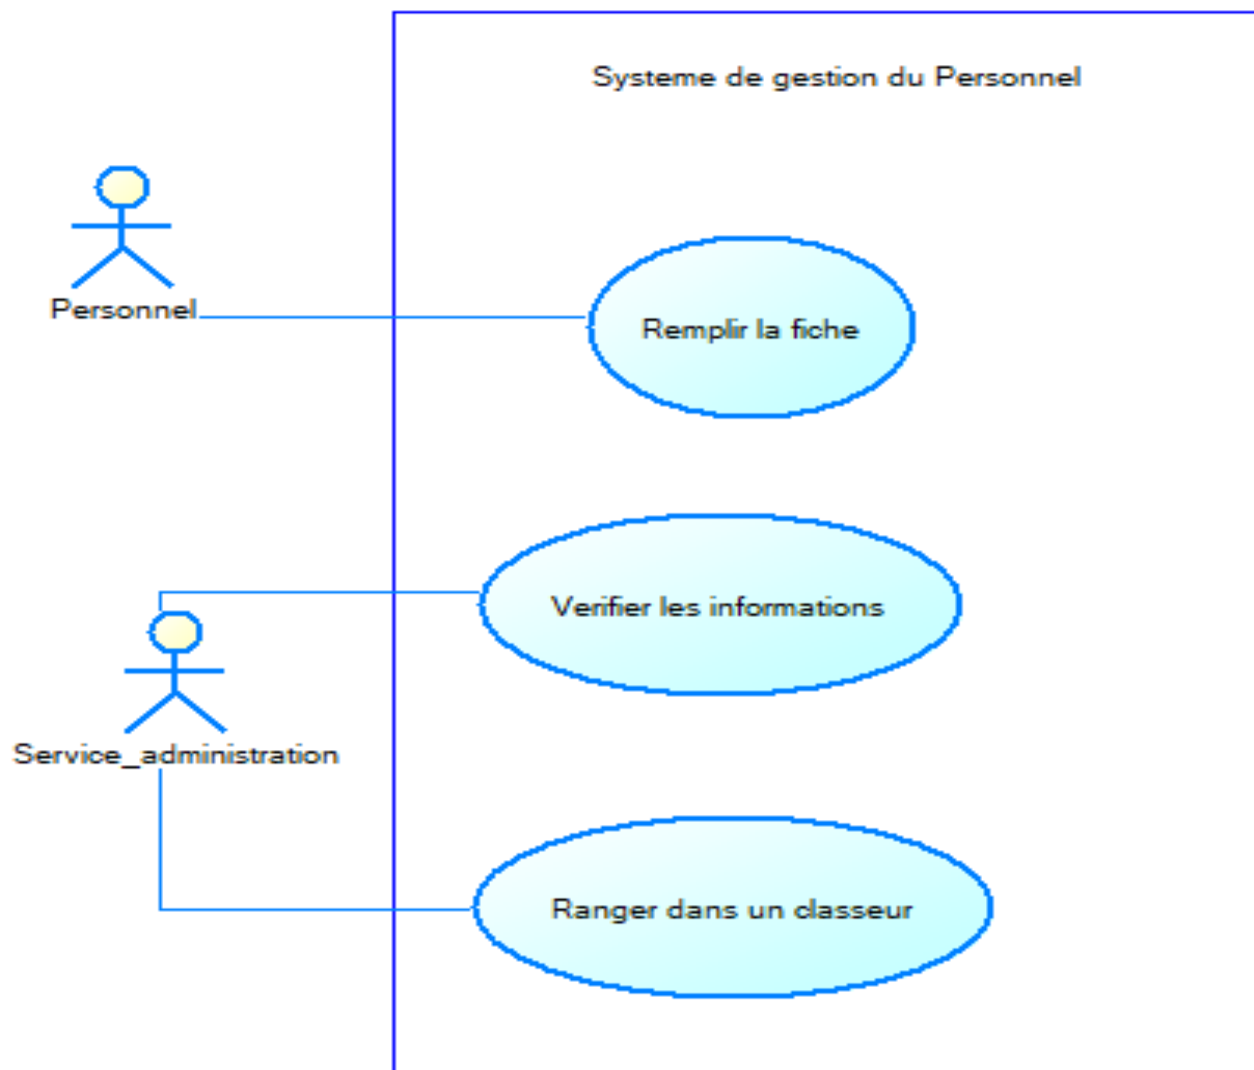 Systeme de gestion du Personnel
Personnel
Remplir la fiche
Verifier les informations
Service_administration
Ranger dans un classeur